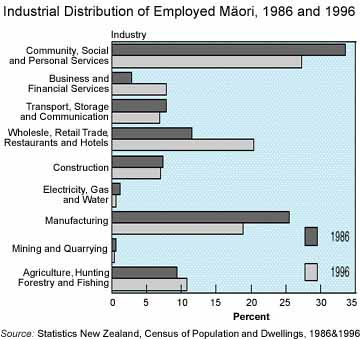 Industrial Distribution of Employed Mäori, 1986 and 1996
Industry
Community, Social
and Personal Services
Business and
Financial Services
Transport, Storage
and Communication
Wholesle, Retail Trade,
Restaurants and Hotels
Construction
Electricity, Gas
and Water
Manufacturing
Mining and Quarrying
Agriculture, Hunting
Forestry and Fishing
1986
1996
0 5 10 15 20 25 30 35
Percent
Source: Statistics New Zealand, Census of Population and Dwellings, 1986&1996